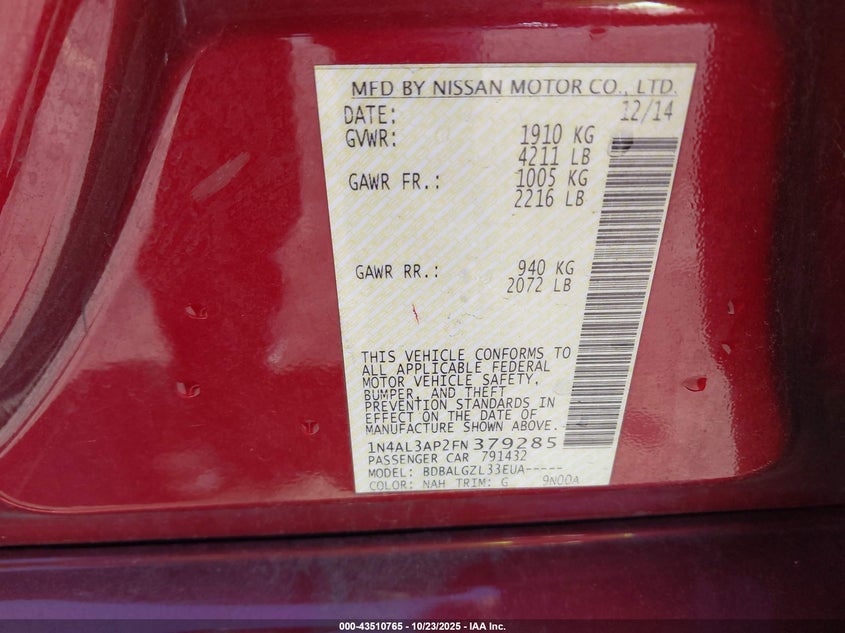 MFD BY NISSAN MOTOR CO., LTD.
DATE: 12/14
GVWR: 1910 KG
4211 LB
GAWR FR.: 1005 KG
2216 LB
GAWR RR.: 940 KG
2072 LB
THIS VEHICLE CONFORMS TO
ALL APPLICABLE FEDERAL
MOTOR VEHICLE SAFETY,
BUMPER, AND THEFT
PREVENTION STANDARDS IN
EFFECT ON THE DATE OF
MANUFACTURE SHOWN ABOVE.
1N4AL3AP2FN379285
PASSENGER CAR 791432
MODEL: BDBALGZL33EUA-----
COLOR: NAH TRIM: G 9N00A
000-43510765 - 10/23/2025 - IAA Inc.